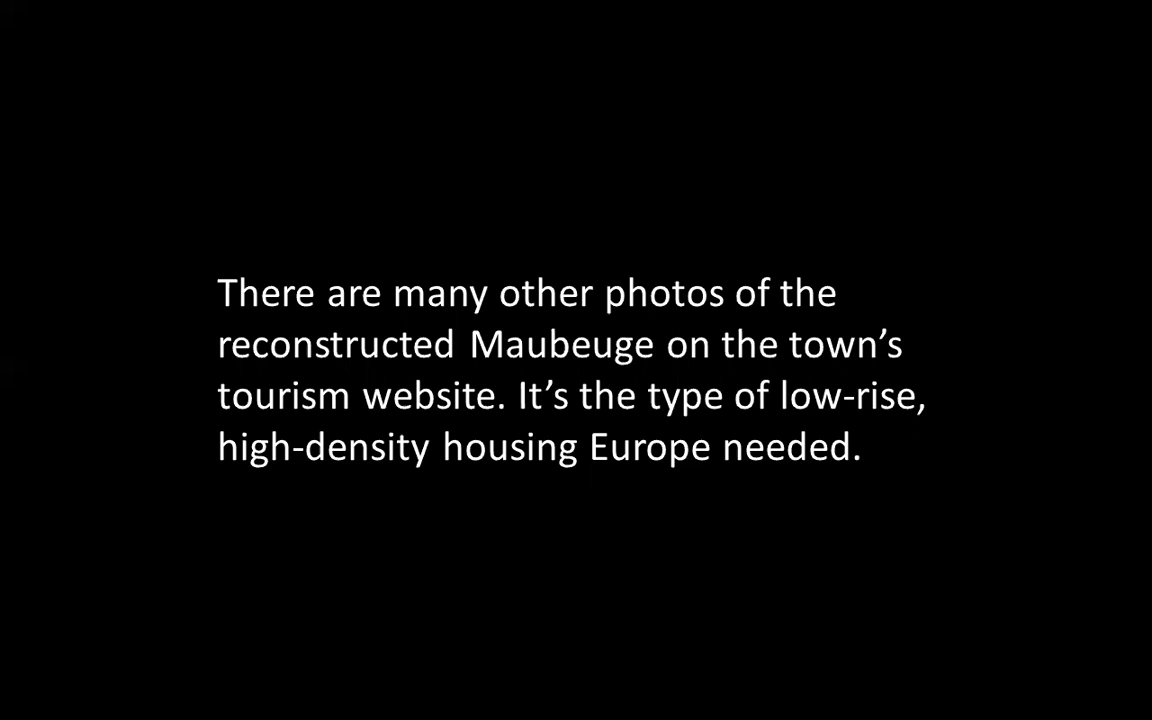 There are many other photos of the
reconstructed Maubeuge on the town’s
tourism website. It’s the type of low-rise,
high-density housing Europe needed.